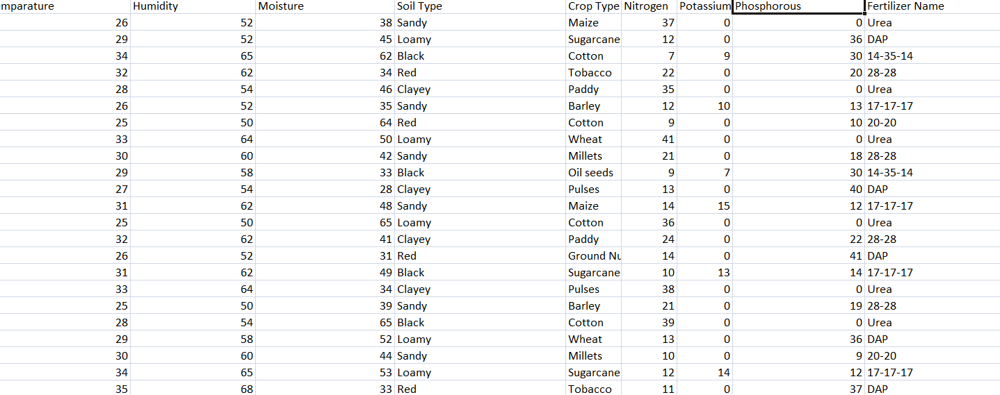 emparature Humidity Moisture Soil Type Crop Type Nitrogen Potassium Phosphorous Fertilizer Name
26 52 38 Sandy Maize 37 0 0 Urea
29 52 45 Loamy Sugarcane 12 0 36 DAP
34 65 62 Black Cotton 7 9 30 14-35-14
32 62 34 Red Tobacco 22 0 20 28-28
28 54 46 Clayey Paddy 35 0 0 Urea
26 52 35 Sandy Barley 12 10 13 17-17-17
25 50 64 Red Cotton 9 0 10 20-20
33 64 50 Loamy Wheat 41 0 0 Urea
30 60 42 Sandy Millets 21 0 18 28-28
29 58 33 Black Oil seeds 9 7 30 14-35-14
27 54 28 Clayey Pulses 13 0 40 DAP
31 62 48 Sandy Maize 14 15 12 17-17-17
25 50 65 Loamy Cotton 36 0 0 Urea
32 62 41 Clayey Paddy 24 0 22 28-28
26 52 31 Red Ground Nu 14 0 41 DAP
31 62 49 Black Sugarcane 10 13 14 17-17-17
33 64 34 Clayey Pulses 38 0 0 Urea
25 50 39 Sandy Barley 21 0 19 28-28
28 54 65 Black Cotton 39 0 0 Urea
29 58 52 Loamy Wheat 13 0 36 DAP
30 60 44 Sandy Millets 10 0 9 20-20
34 65 53 Loamy Sugarcane 12 14 12 17-17-17
35 68 33 Red Tobacco 11 0 37 DAP